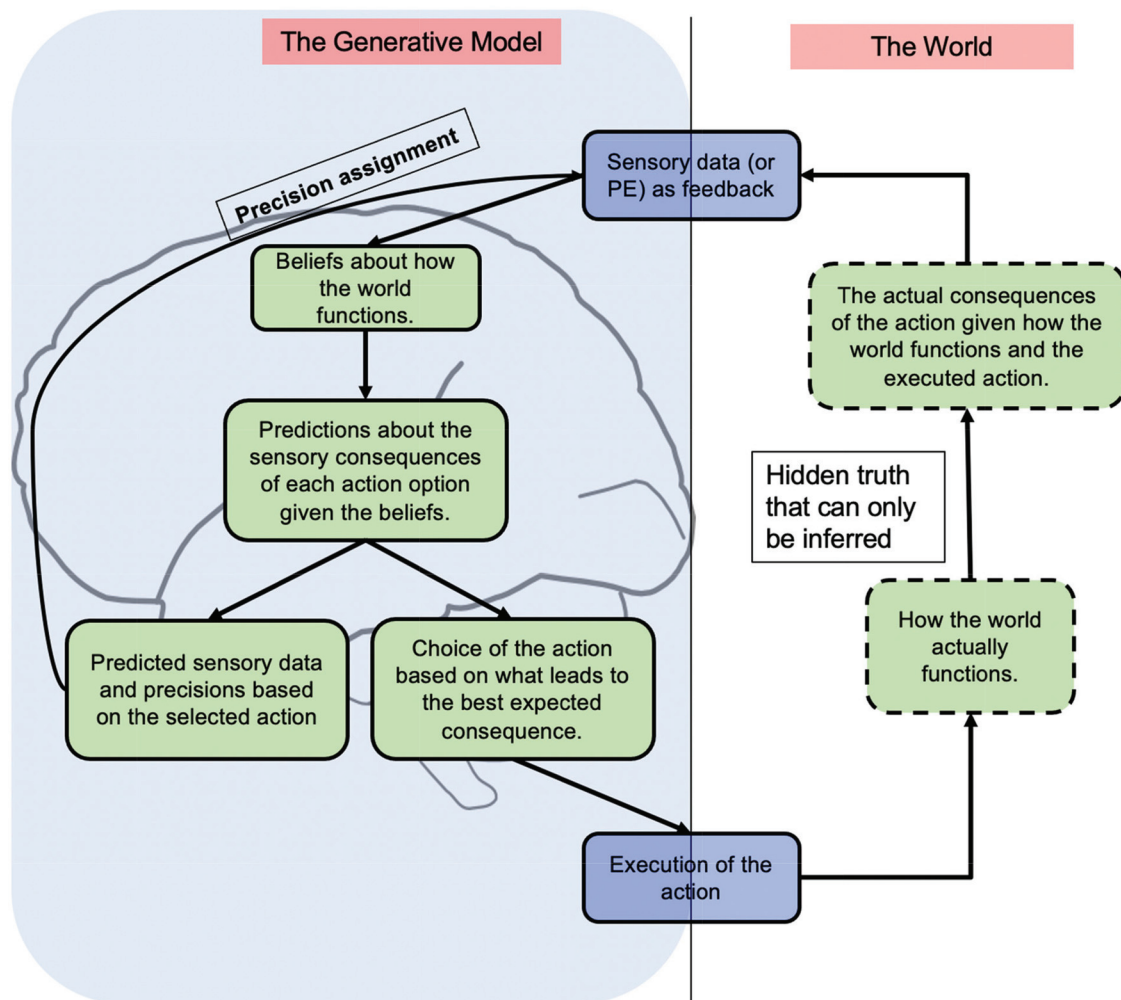 The Generative Model
The World
Precision assignment
Sensory data (or
PE) as feedback
Beliefs about how
the world
functions.
The actual consequences
of the action given how the
world functions and the
executed action.
Predictions about the
sensory consequences
of each action option
given the beliefs.
Hidden truth
that can only
be inferred
How the world
actually
functions.
Predicted sensory data
and precisions based
on the selected action
Choice of the action
based on what leads to
the best expected
consequence.
Execution of the
action